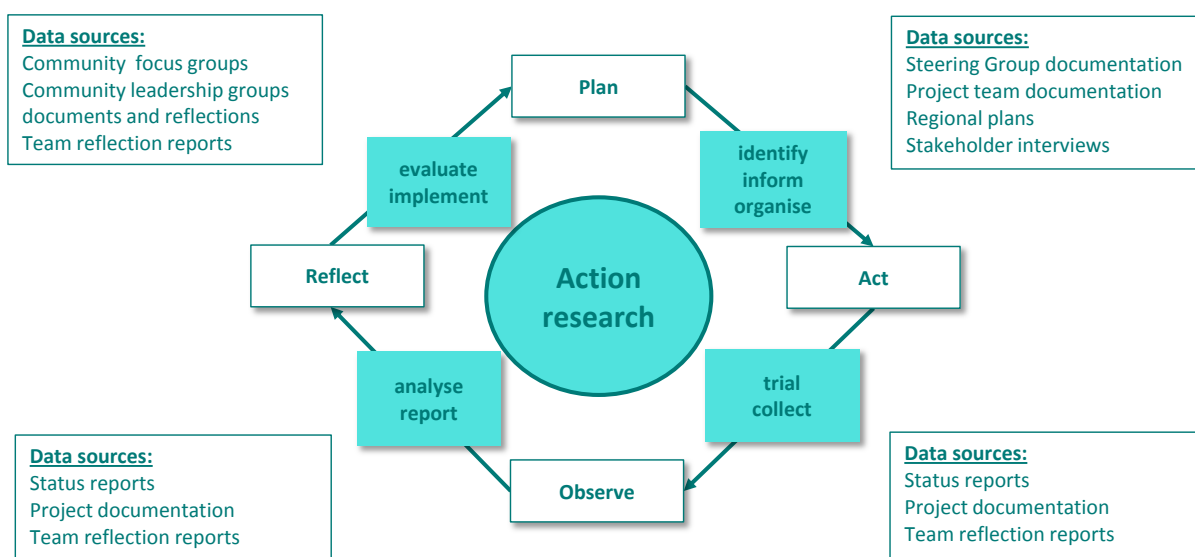 Data sources:
Community focus groups
Community leadership groups
documents and reflections
Team reflection reports
Data sources:
Steering Group documentation
Project team documentation
Regional plans
Stakeholder interviews
Plan
evaluate
implement
identify
inform
organise
Reflect
Action
research
Act
analyse
report
trial
collect
Observe
Data sources:
Status reports
Project documentation
Team reflection reports
Data sources:
Status reports
Project documentation
Team reflection reports